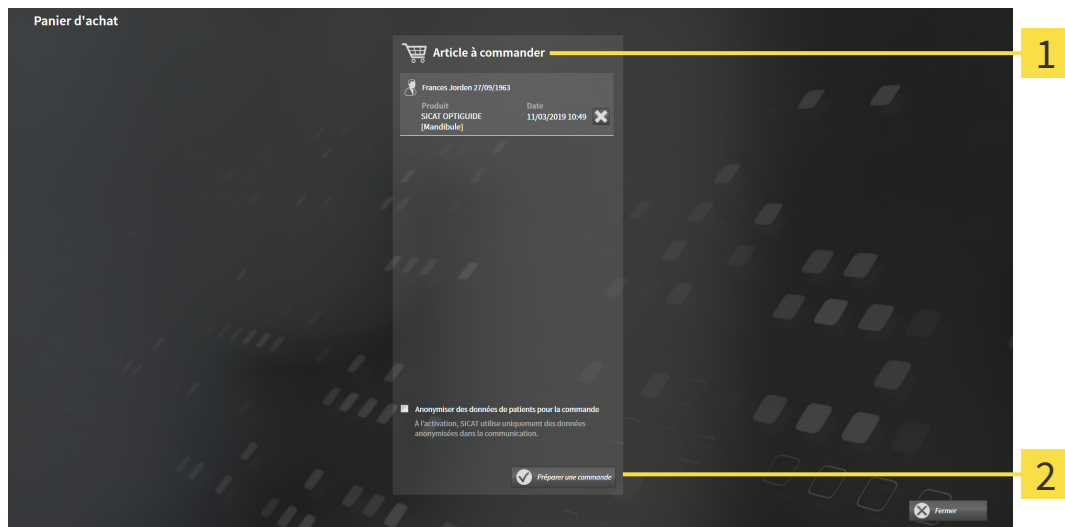 Panier d'achat
Article à commander
1
Frances Jorden 27/09/1963
Produit Date
SICAT OPTIGUIDE 11/03/2019 10:49
[Mandibule]
Anonymiser des données de patients pour la commande
À l'activation, SICAT utilise uniquement des données
anonymisées dans la communication.
Préparer une commande
2
Fermer